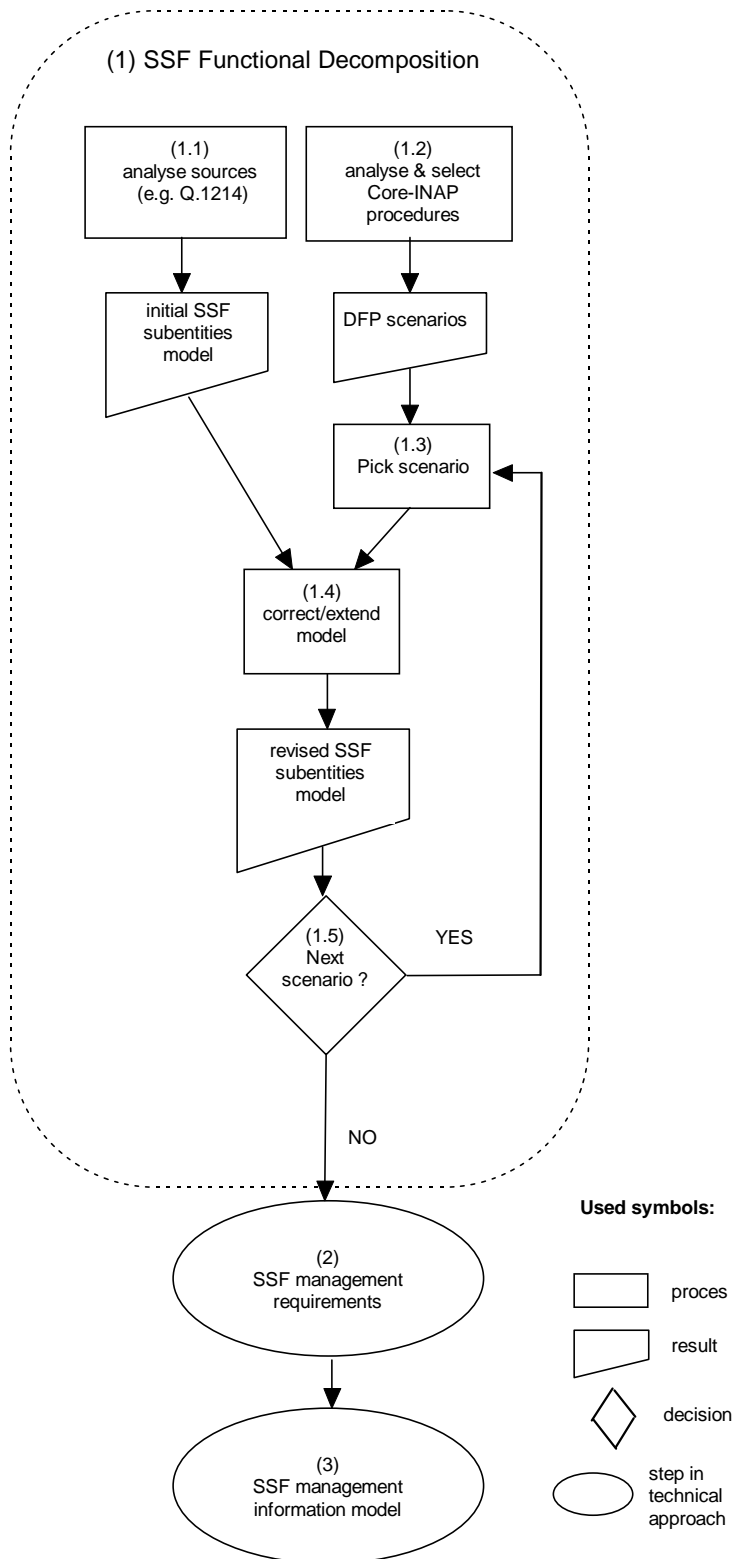 (1) SSF Functional Decomposition
(1.1)
analyse sources
(e.g. Q.1214)
(1.2)
analyse & select
Core-INAP
procedures
initial SSF
subentities
model
DFP scenarios
(1.3)
Pick scenario
(1.4)
correct/extend
model
revised SSF
subentities
model
(1.5)
Next
scenario ?
YES
NO
(2)
SSF management
requirements
(3)
SSF management
information model
Used symbols:
proces
result
decision
step in
technical
approach